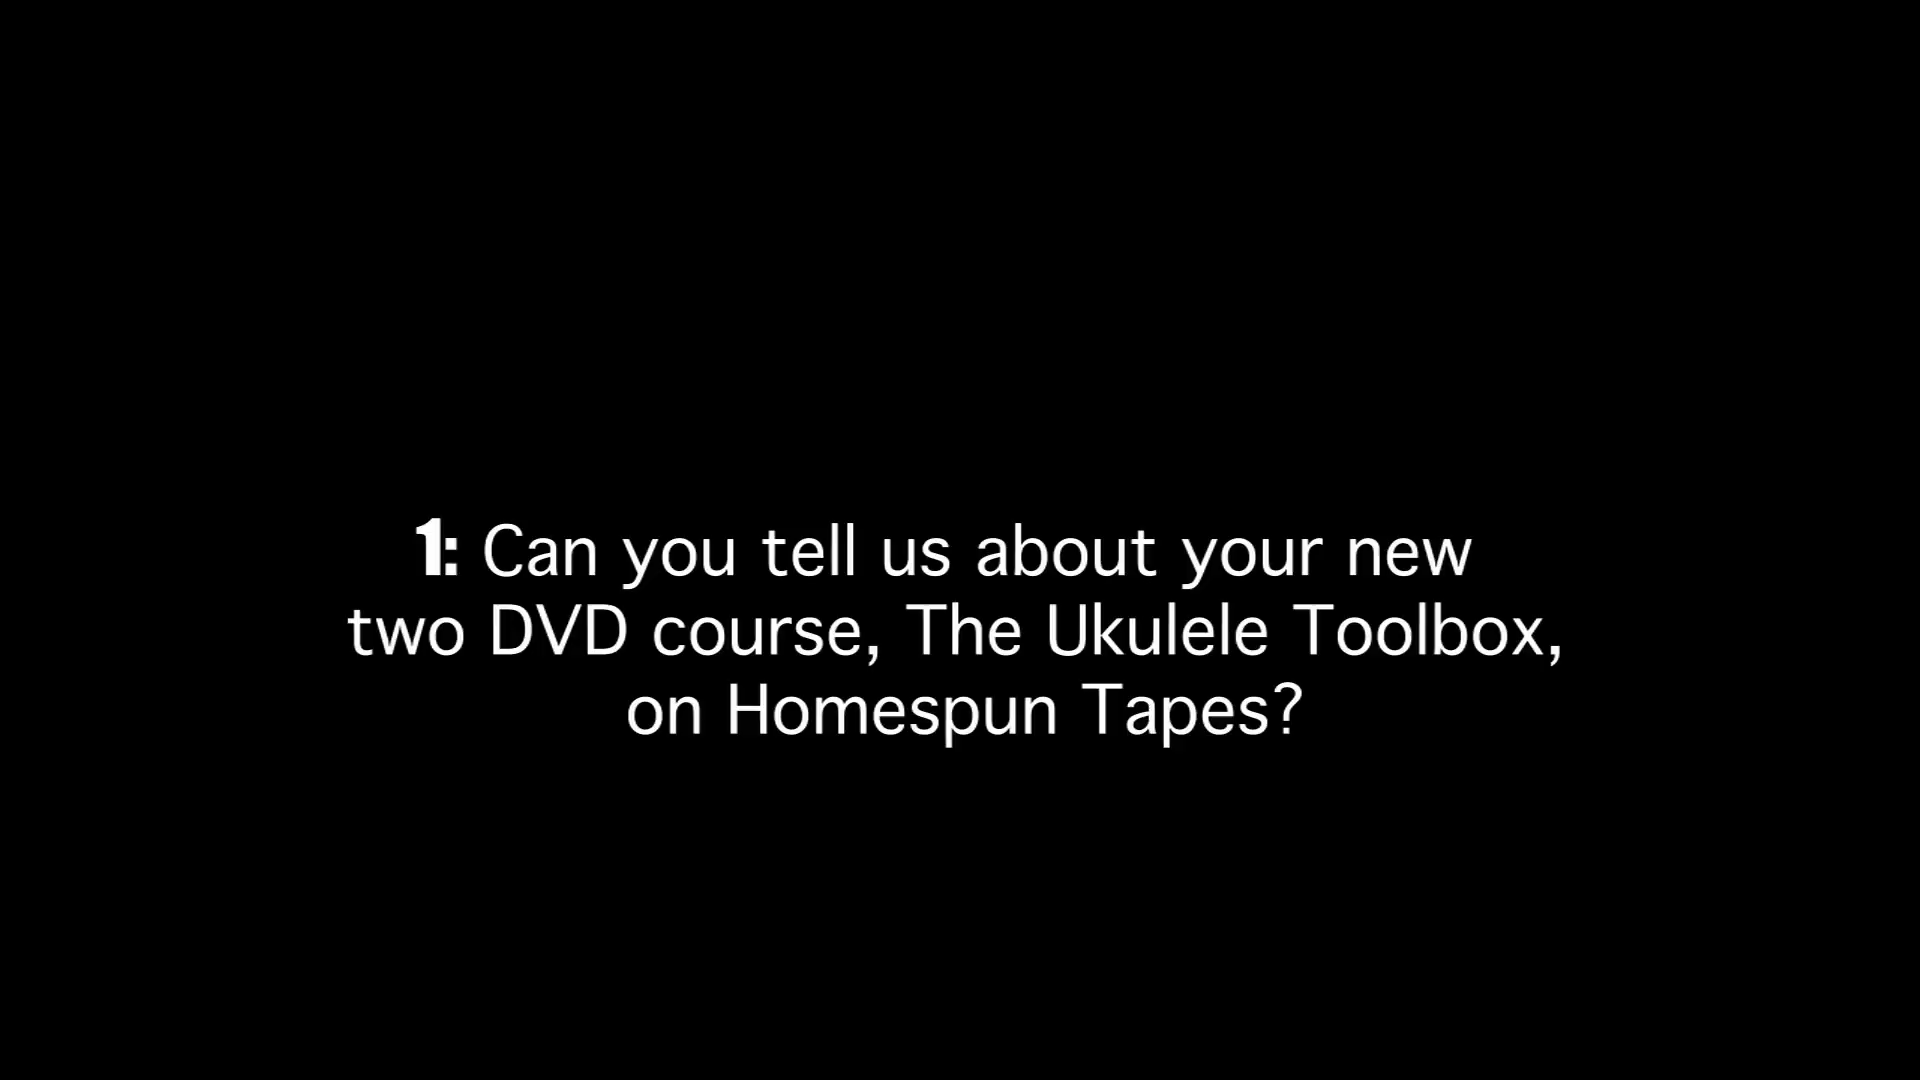 1: Can you tell us about your new
two DVD course, The Ukulele Toolbox,
on Homespun Tapes?